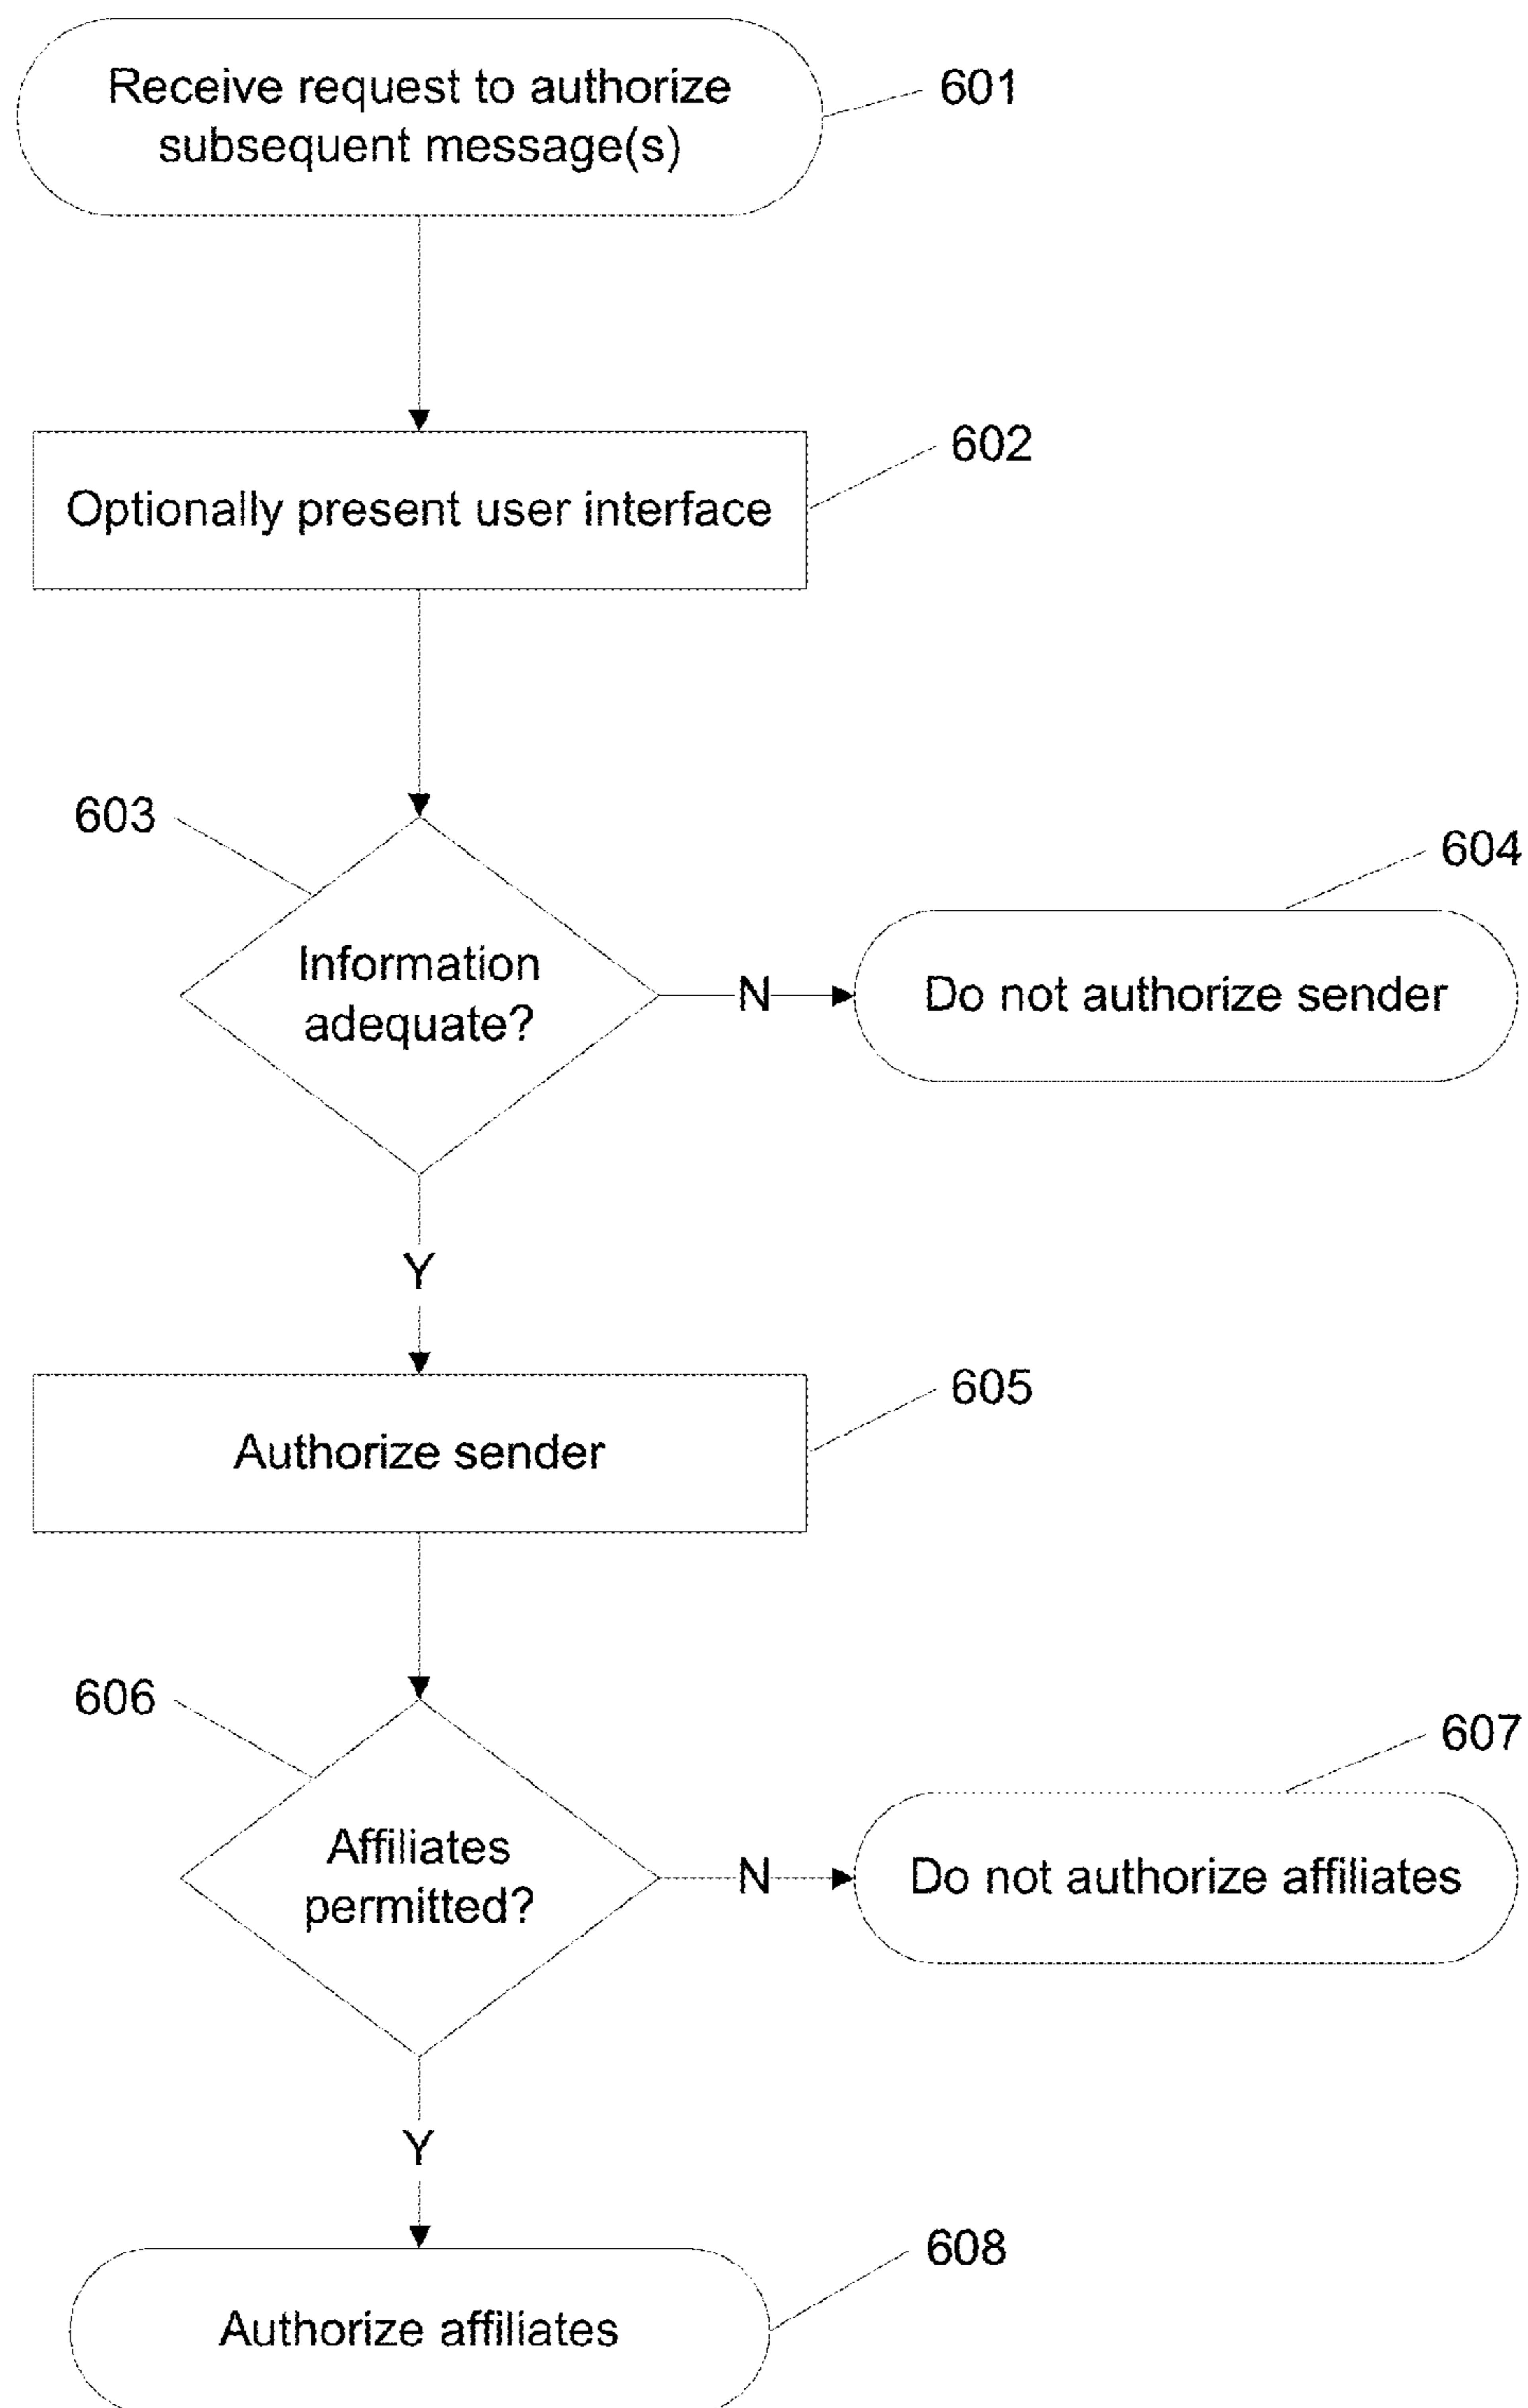 Receive request to authorize
subsequent message(s)
601
602
Optionally present user interface
603
604
Information
adequate?
N
Do not authorize sender
Y
605
Authorize sender
606
607
Affiliates
permitted?
N
Do not authorize affiliates
Y
608
Authorize affiliates